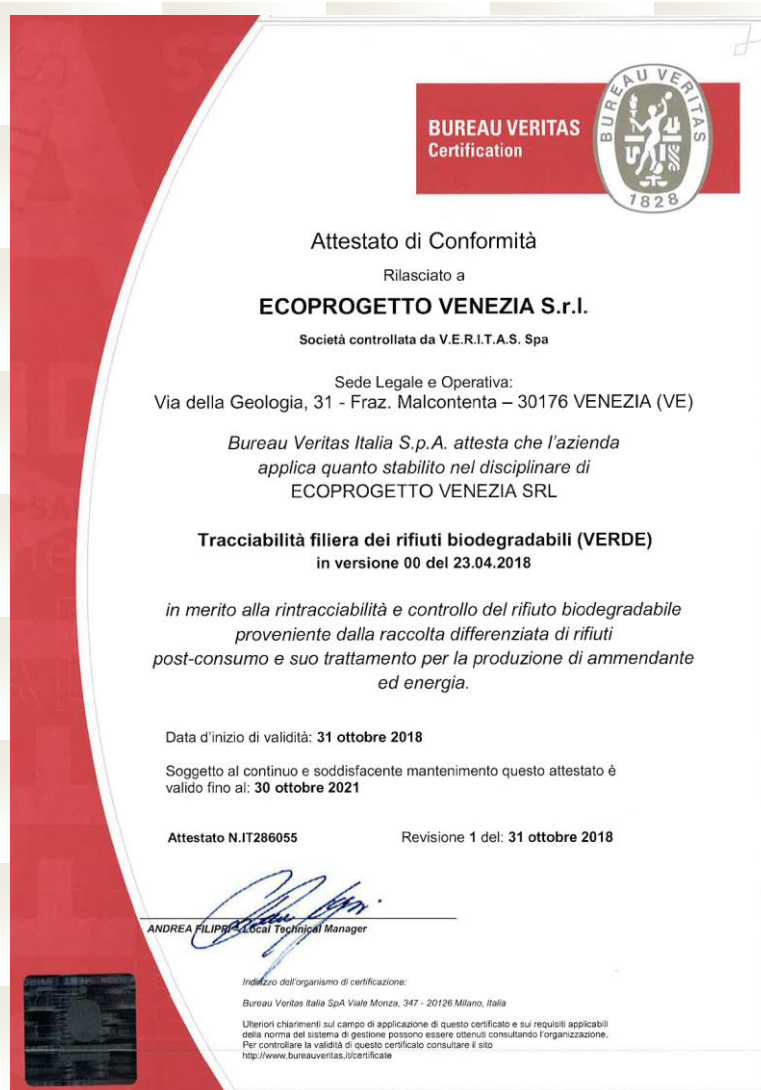 BUREAU VERITAS
Certification
BUREAU VERITAS
1828
Attestato di Conformità
Rilasciato a
ECOPROGETTO VENEZIA S.r.l.
Società controllata da V.E.R.I.T.A.S. Spa
Sede Legale e Operativa:
Via della Geologia, 31 - Fraz. Malcontenta – 30176 VENEZIA (VE)
Bureau Veritas Italia S.p.A. attesta che l'azienda
applica quanto stabilito nel disciplinare di
ECOPROGETTO VENEZIA SRL
Tracciabilità filiera dei rifiuti biodegradabili (VERDE)
in versione 00 del 23.04.2018
in merito alla rintracciabilità e controllo del rifiuto biodegradabile
proveniente dalla raccolta differenziata di rifiuti
post-consumo e suo trattamento per la produzione di ammendante
ed energia.
Data d'inizio di validità: 31 ottobre 2018
Soggetto al continuo e soddisfacente mantenimento questo attestato è
valido fino al: 30 ottobre 2021
Attestato N.IT286055 Revisione 1 del: 31 ottobre 2018
ANDREA FILIPPI - Local Technical Manager
Indirizzo dell'organismo di certificazione:
Bureau Veritas Italia SpA Viale Monza, 347 - 20126 Milano, Italia
Ulteriori chiarimenti sul campo di applicazione di questo certificato e sui requisiti applicabili
della norma del sistema di gestione possono essere ottenuti consultando l'organizzazione.
Per controllare la validità di questo certificato consultare il sito
http://www.bureauveritas.it/certificate